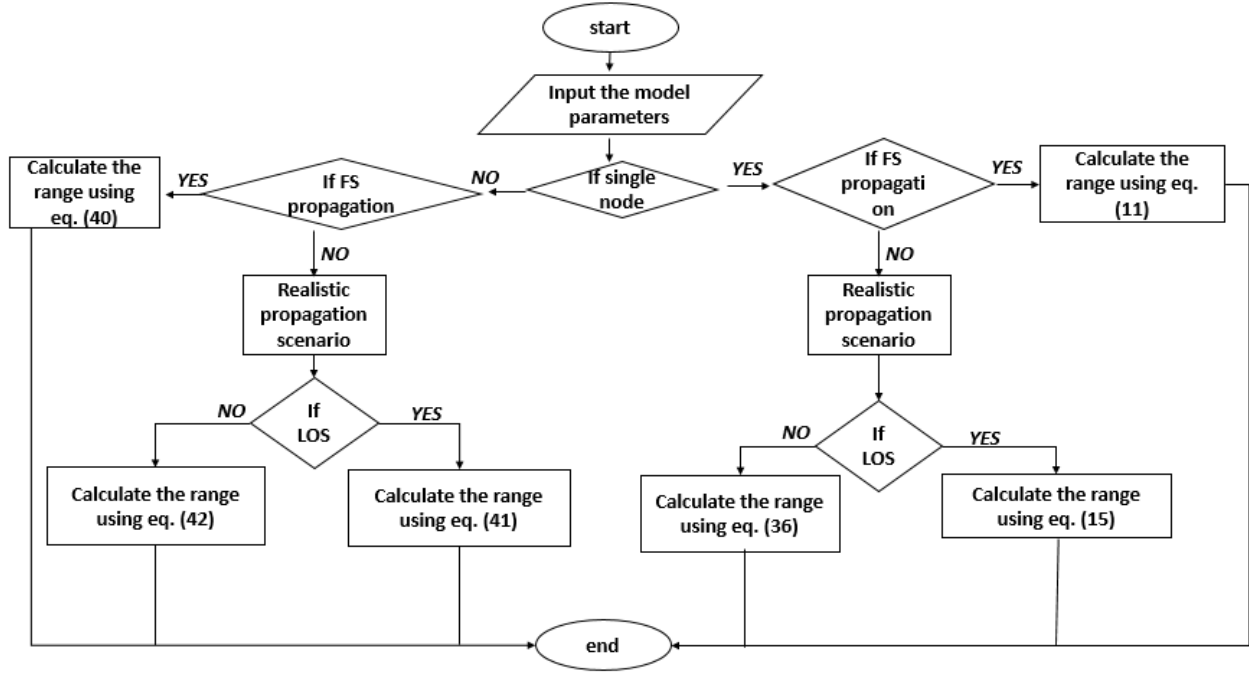 start
Input the model
parameters
If single
node
NO
YES
If FS
propagation
YES
Calculate the
range using
eq. (40)
NO
Realistic
propagation
scenario
If
LOS
NO
YES
Calculate the range
using eq. (42)
Calculate the range
using eq. (41)
If FS
propagati
on
YES
Calculate the
range using eq.
(11)
NO
Realistic
propagation
scenario
If
LOS
NO
YES
Calculate the range
using eq. (36)
Calculate the range
using eq. (15)
end